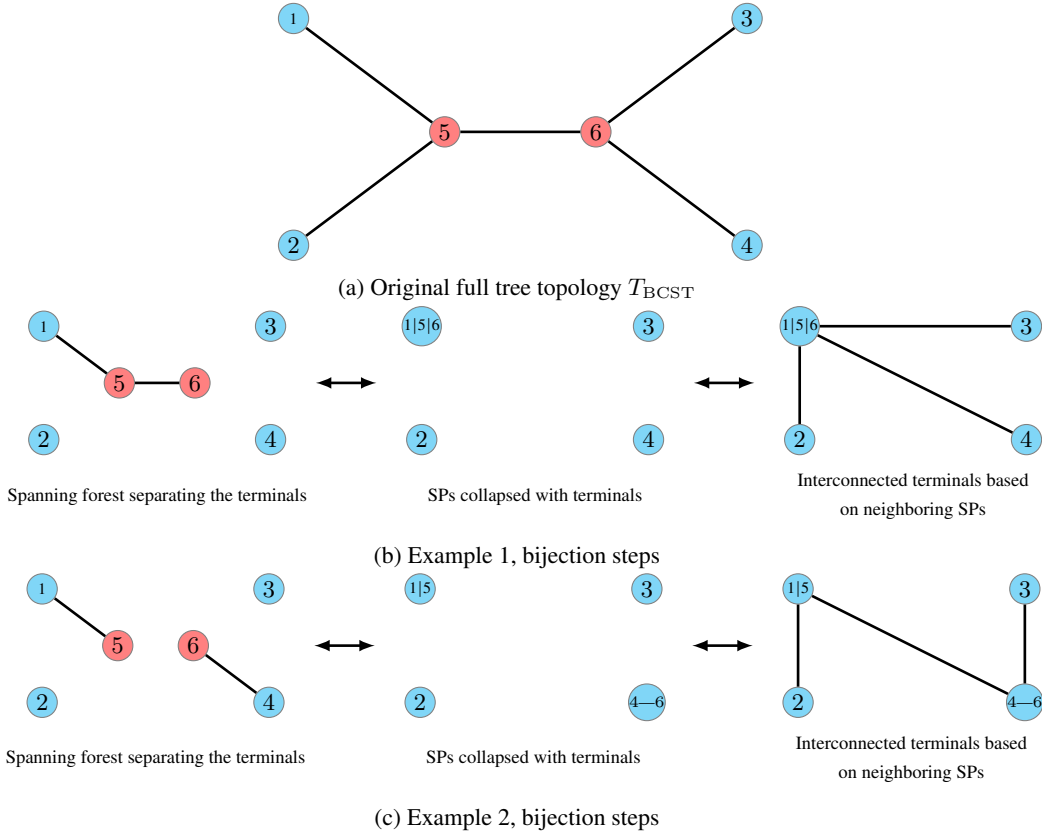 1
3
5
6
2
4
(a) Original full tree topology T_BCST
1 3 1|5|6 3 1|5|6 3
5 6
2 4 2 4 2 4
Spanning forest separating the terminals
SPs collapsed with terminals
Interconnected terminals based
on neighboring SPs
(b) Example 1, bijection steps
1 3 1|5 3 1|5 3
5 6
2 4 2 4—6 2 4—6
Spanning forest separating the terminals
SPs collapsed with terminals
Interconnected terminals based
on neighboring SPs
(c) Example 2, bijection steps